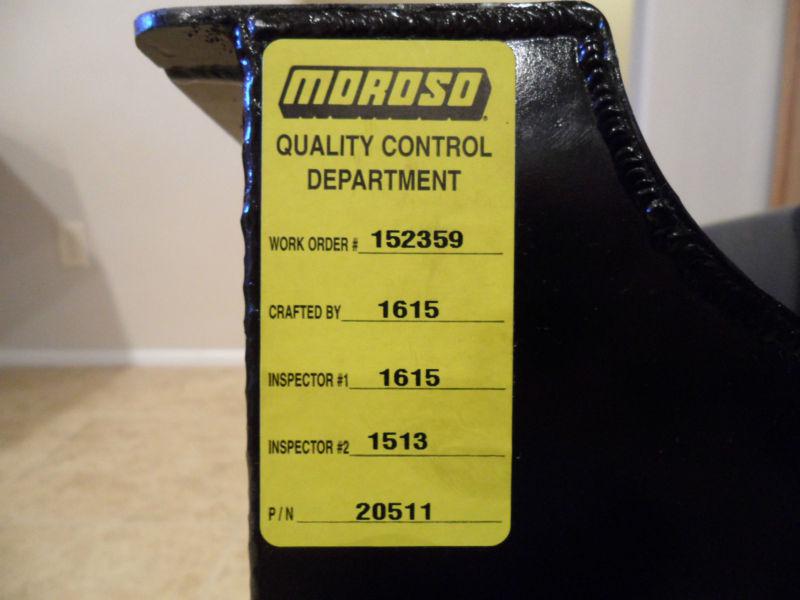 MOROSO
QUALITY CONTROL
DEPARTMENT
WORK ORDER # 152359
CRAFTED BY 1615
INSPECTOR #1 1615
INSPECTOR #2 1513
P/N 20511